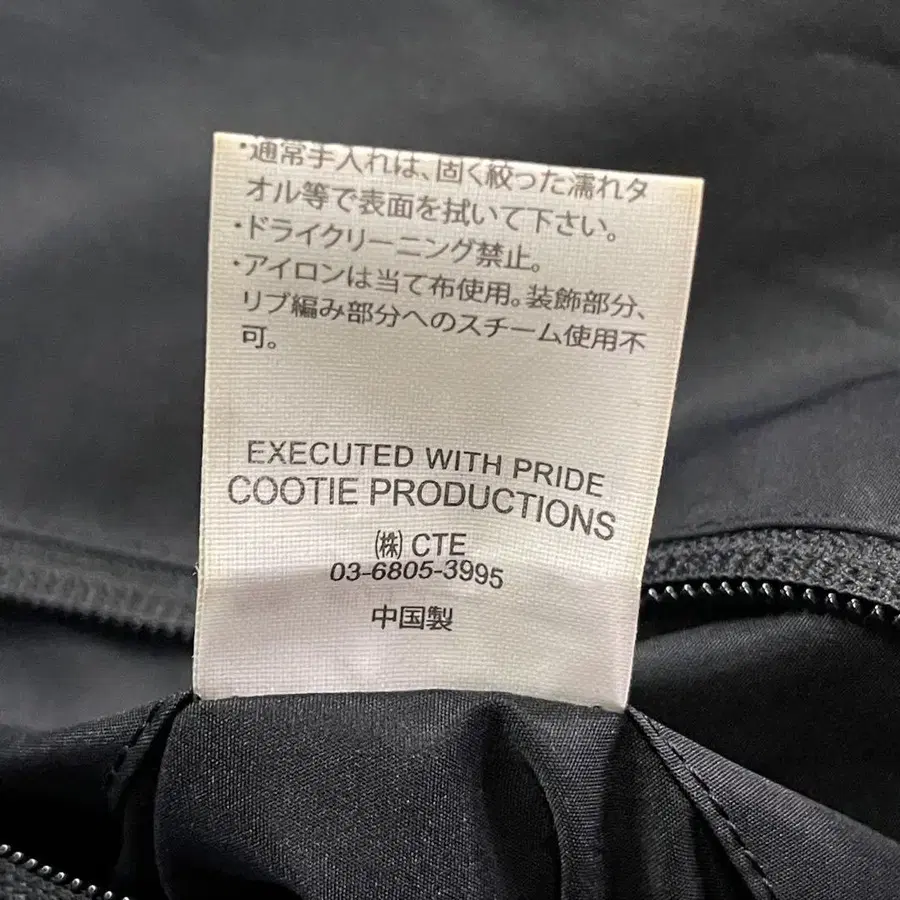 ・通常手入れは、固く絞った濡れタ
オル等で表面を拭いて下さい。
・ドライクリーニング禁止。
・アイロンは当て布使用。装飾部分、
リブ編み部分へのスチーム使用不
可。
EXECUTED WITH PRIDE
COOTIE PRODUCTIONS
㈱ CTE
03-6805-3995
中国製